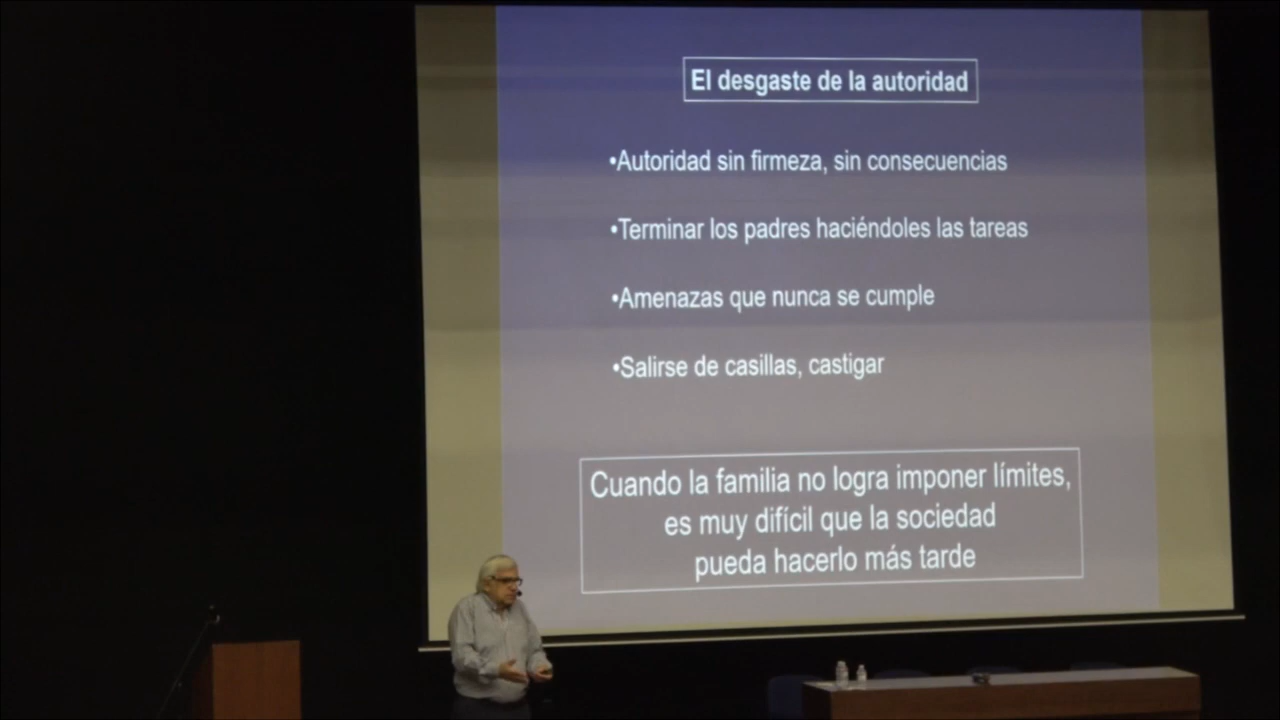 El desgaste de la autoridad
•Autoridad sin firmeza, sin consecuencias
•Terminar los padres haciéndoles las tareas
•Amenazas que nunca se cumple
•Salirse de casillas, castigar
Cuando la familia no logra imponer límites,
es muy difícil que la sociedad
pueda hacerlo más tarde